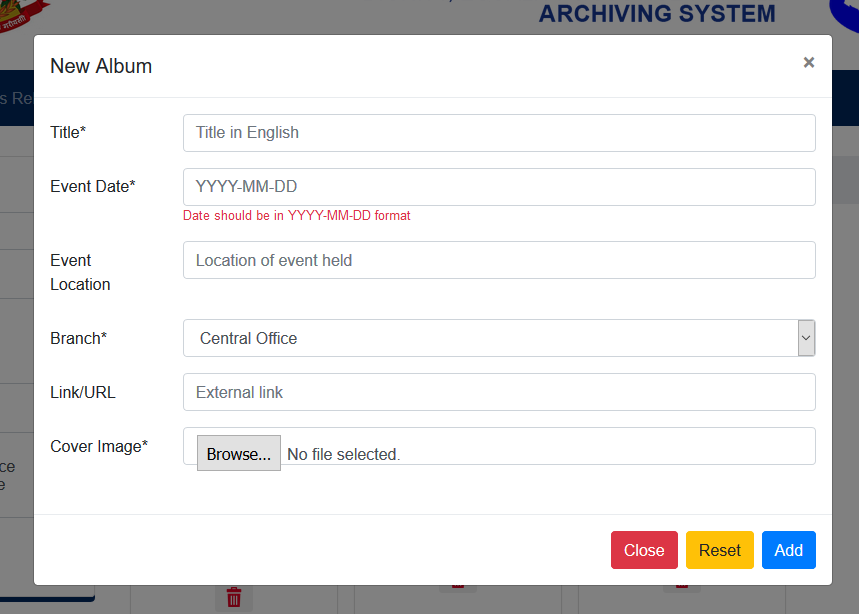 ARCHIVING SYSTEM
New Album
×
s Re
Title*
Title in English
Event Date*
YYYY-MM-DD
Date should be in YYYY-MM-DD format
Event
Location
Location of event held
Branch*
Central Office
Link/URL
External link
Cover Image*
Browse... No file selected.
ce
e
Close Reset Add